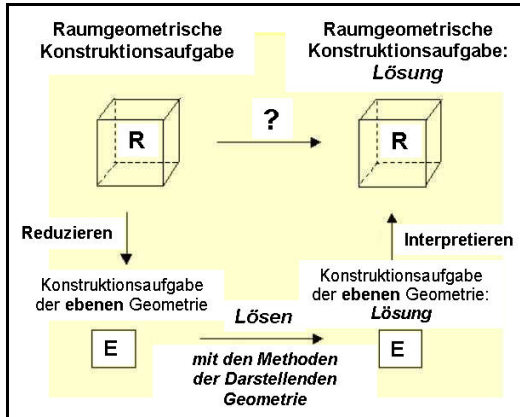 Raumgeometrische
Konstruktionsaufgabe
Raumgeometrische
Konstruktionsaufgabe:
Lösung
R
?
R
Reduzieren
Interpretieren
Konstruktionsaufgabe
der ebenen Geometrie
Konstruktionsaufgabe
der ebenen Geometrie:
Lösung
E
Lösen
mit den Methoden
der Darstellenden
Geometrie
E